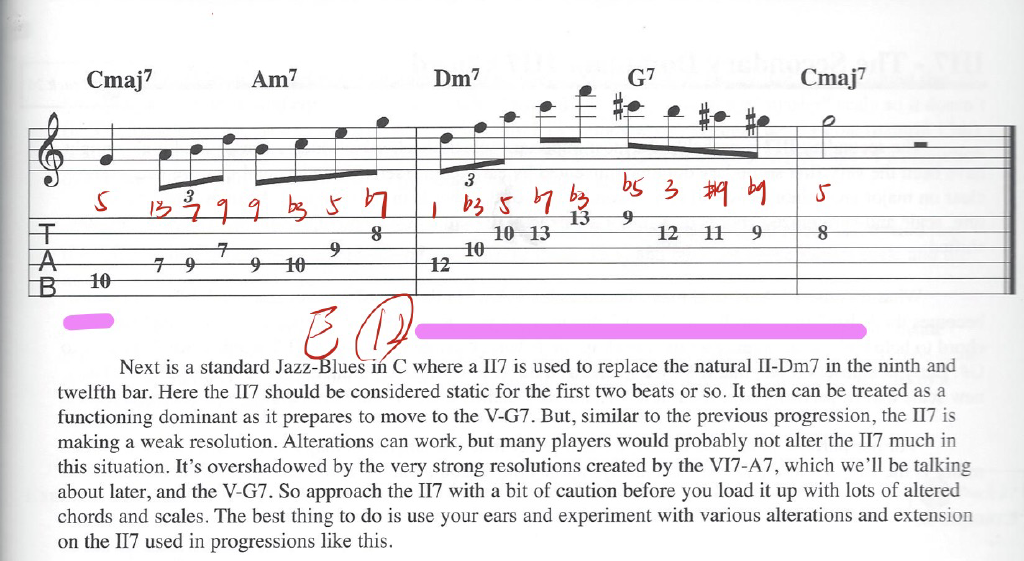 Cmaj7 Am7 Dm7 G7 Cmaj7
3 3
5 13 7 9 9 b3 5 b7 1 b3 5 b7 b3 b5 3 #9 b9 5
T 8 10 13 13 9 12 11 9 8
A 7 9 7 9 10 9 12 10
B 10
E 12
Next is a standard Jazz-Blues in C where a II7 is used to replace the natural II-Dm7 in the ninth and
twelfth bar. Here the II7 should be considered static for the first two beats or so. It then can be treated as a
functioning dominant as it prepares to move to the V-G7. But, similar to the previous progression, the II7 is
making a weak resolution. Alterations can work, but many players would probably not alter the II7 much in
this situation. It's overshadowed by the very strong resolutions created by the VI7-A7, which we'll be talking
about later, and the V-G7. So approach the II7 with a bit of caution before you load it up with lots of altered
chords and scales. The best thing to do is use your ears and experiment with various alterations and extension
on the II7 used in progressions like this.